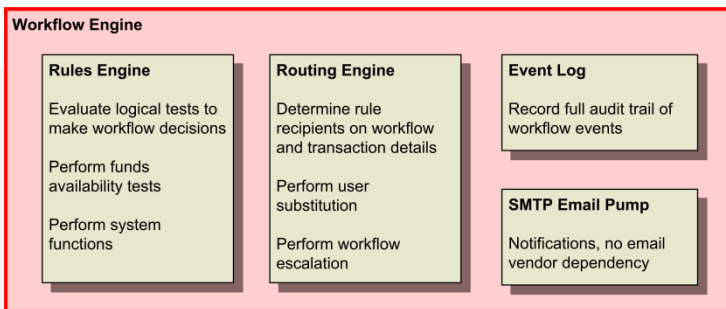 Workflow Engine
Rules Engine
Evaluate logical tests to
make workflow decisions
Perform funds
availability tests
Perform system
functions
Routing Engine
Determine rule
recipients on workflow
and transaction details
Perform user
substitution
Perform workflow
escalation
Event Log
Record full audit trail of
workflow events
SMTP Email Pump
Notifications, no email
vendor dependency